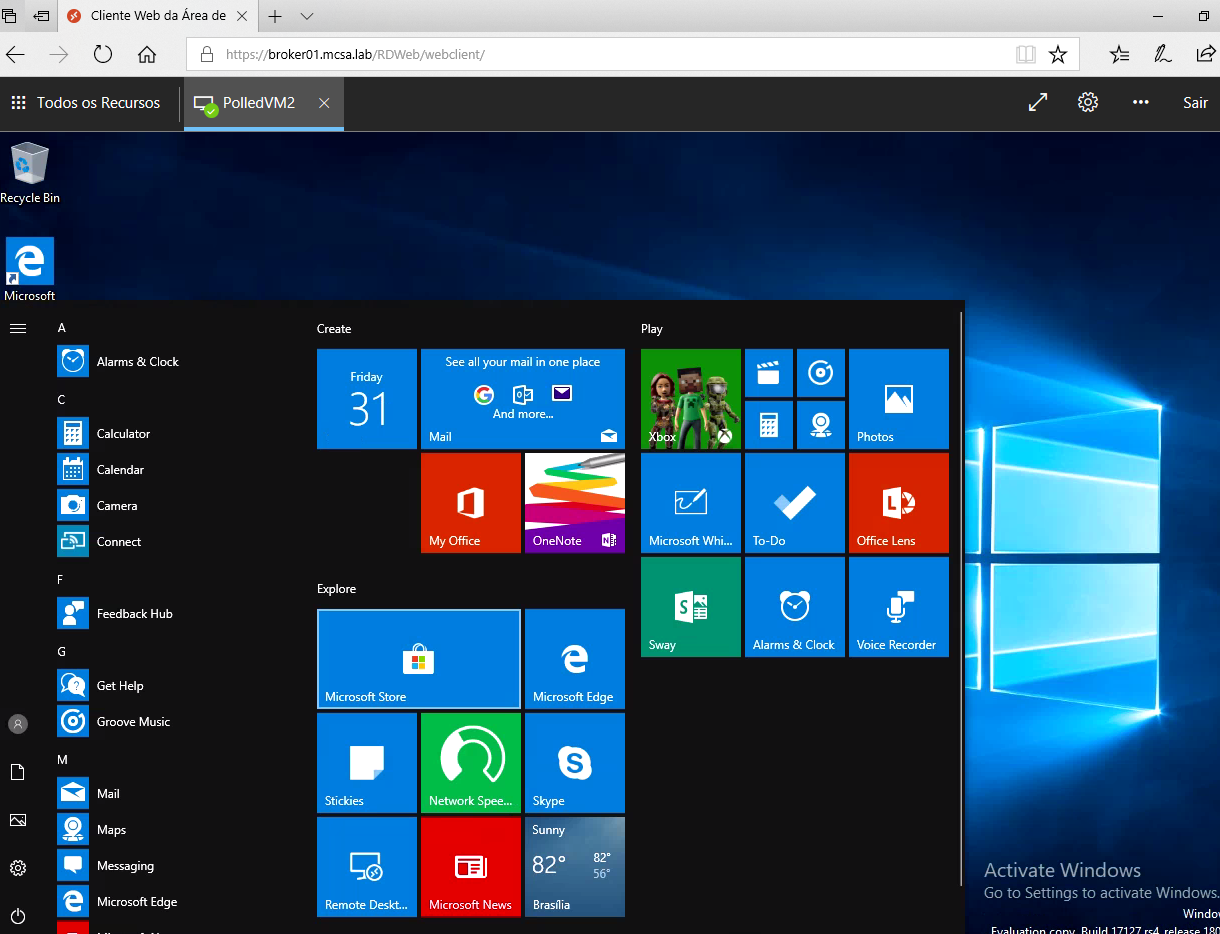 Cliente Web da Área de
https://broker01.mcsa.lab/RDWeb/webclient/
Todos os Recursos
PolledVM2
Sair
Recycle Bin
Microsoft
A
Alarms & Clock
C
Calculator
Calendar
Camera
Connect
F
Feedback Hub
G
Get Help
Groove Music
M
Mail
Maps
Messaging
Microsoft Edge
Create
Friday
31
See all your mail in one place
And more...
Mail
My Office
OneNote
Explore
Microsoft Store
Microsoft Edge
Stickies
Network Spee...
Skype
Remote Deskt...
Microsoft News
Sunny
82°
82°
56°
Brasília
Play
Xbox
Photos
Microsoft Whi...
To-Do
Office Lens
Sway
Alarms & Clock
Voice Recorder
Activate Windows
Go to Settings to activate Windows.
Window
Evaluation copy. Build 17127.rs4_release.180